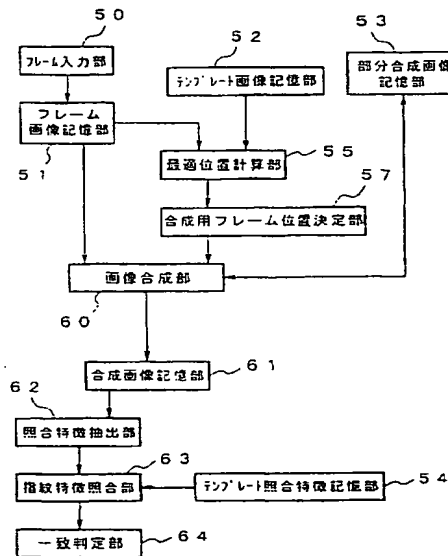 50
フレーム入力部
52
テンプレート画像記憶部
53
部分合成画像
記憶部
フレーム
画像記憶部
51
最適位置計算部
55
57
合成用フレーム位置決定部
画像合成部
60
合成画像記憶部
61
62
照合特徴抽出部
63
指紋特徴照合部
テンプレート照合特徴記憶部
54
一致判定部
64